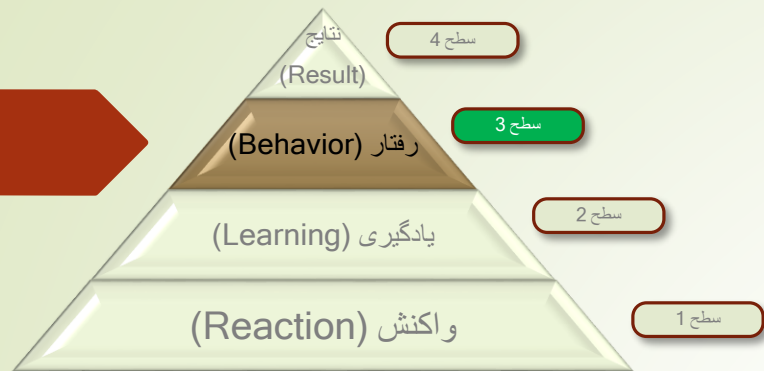 نتایج
(Result)
سطح 4
رفتار (Behavior)
سطح 3
یادگیری (Learning)
سطح 2
واکنش (Reaction)
سطح 1